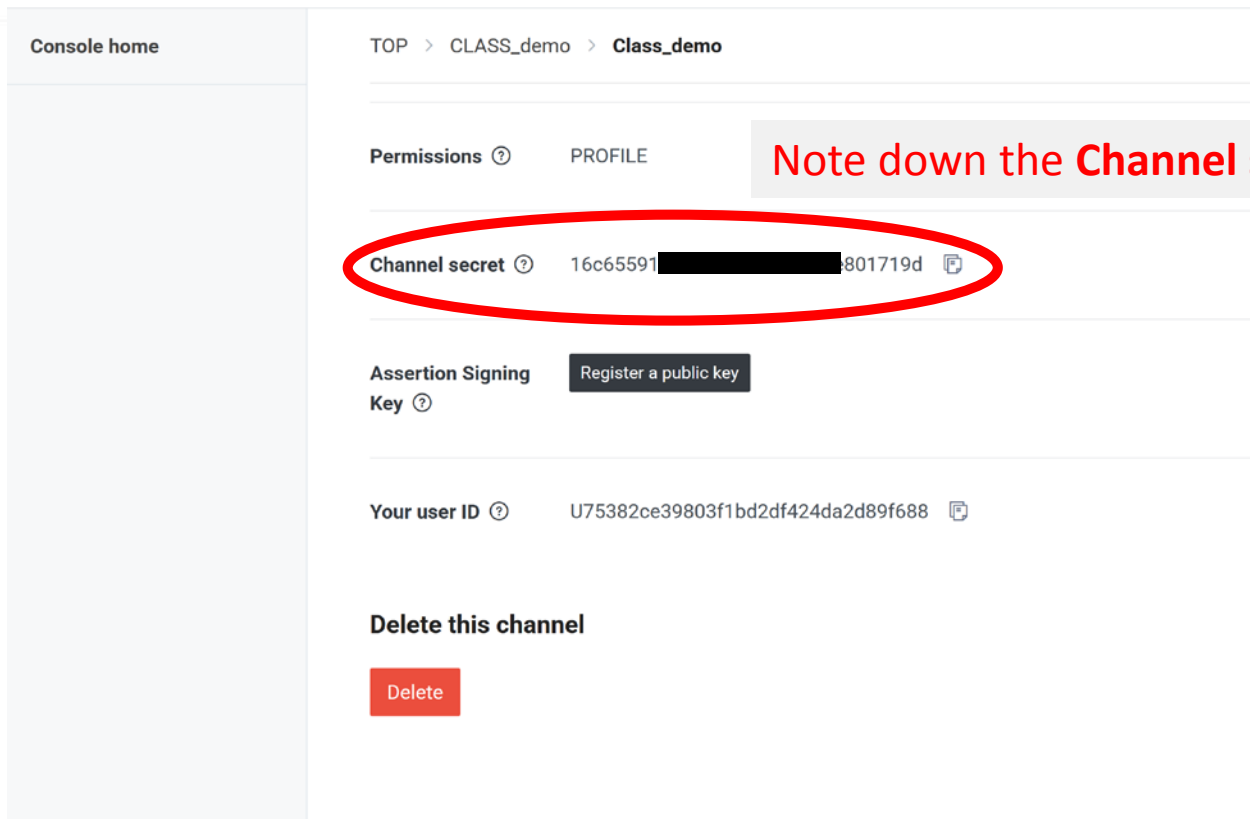 Console home
TOP > CLASS_demo > Class_demo
Permissions PROFILE
Note down the Channel
Channel secret 16c65591 801719d
Assertion Signing
Key
Register a public key
Your user ID U75382ce39803f1bd2df424da2d89f688
Delete this channel
Delete